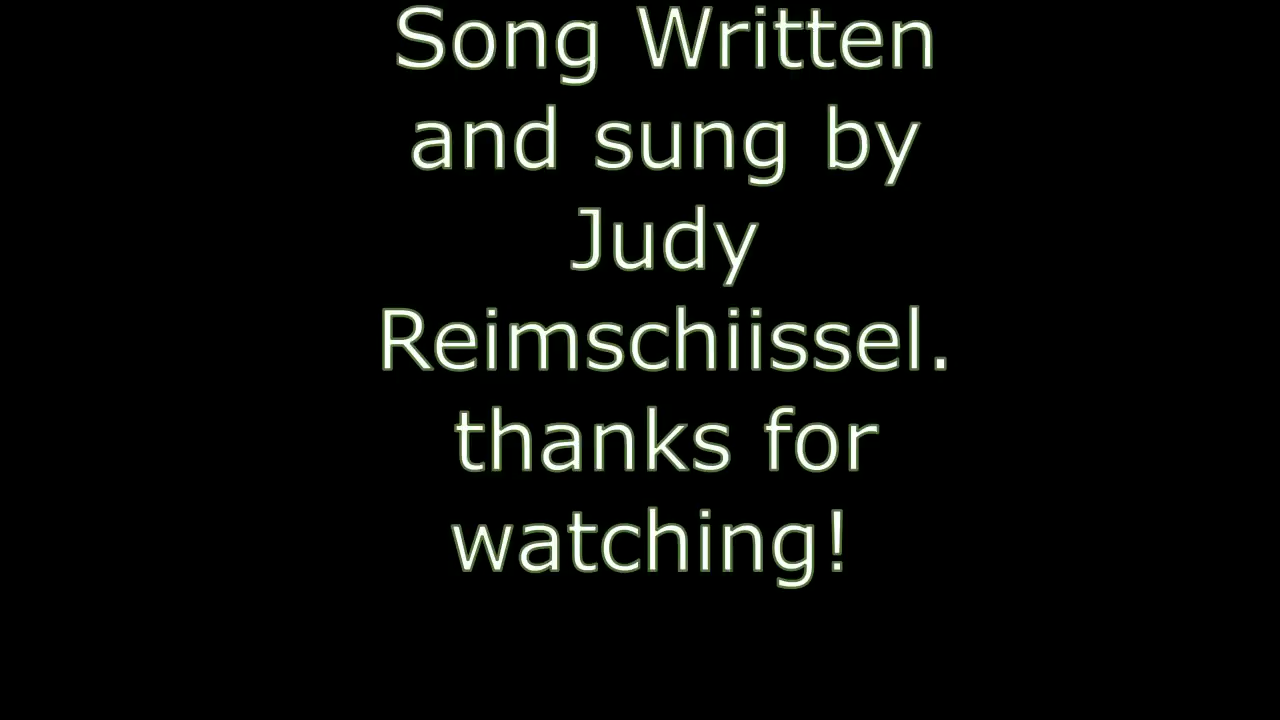 Song Written
and sung by
Judy
Reimschiissel.
thanks for
watching!